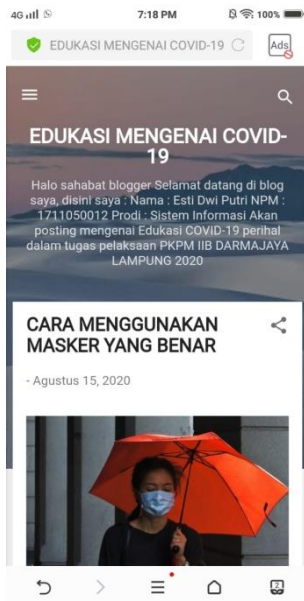 4G
7:18 PM
100%
EDUKASI MENGENAI COVID-19
Ads
EDUKASI MENGENAI COVID-
19
Halo sahabat blogger Selamat datang di blog
saya, disini saya : Nama : Esti Dwi Putri NPM :
1711050012 Prodi : Sistem Informasi Akan
posting mengenai Edukasi COVID-19 perihal
dalam tugas pelaksaan PKPM IIB DARMAJAYA
LAMPUNG 2020
CARA MENGGUNAKAN
MASKER YANG BENAR
- Agustus 15, 2020
2